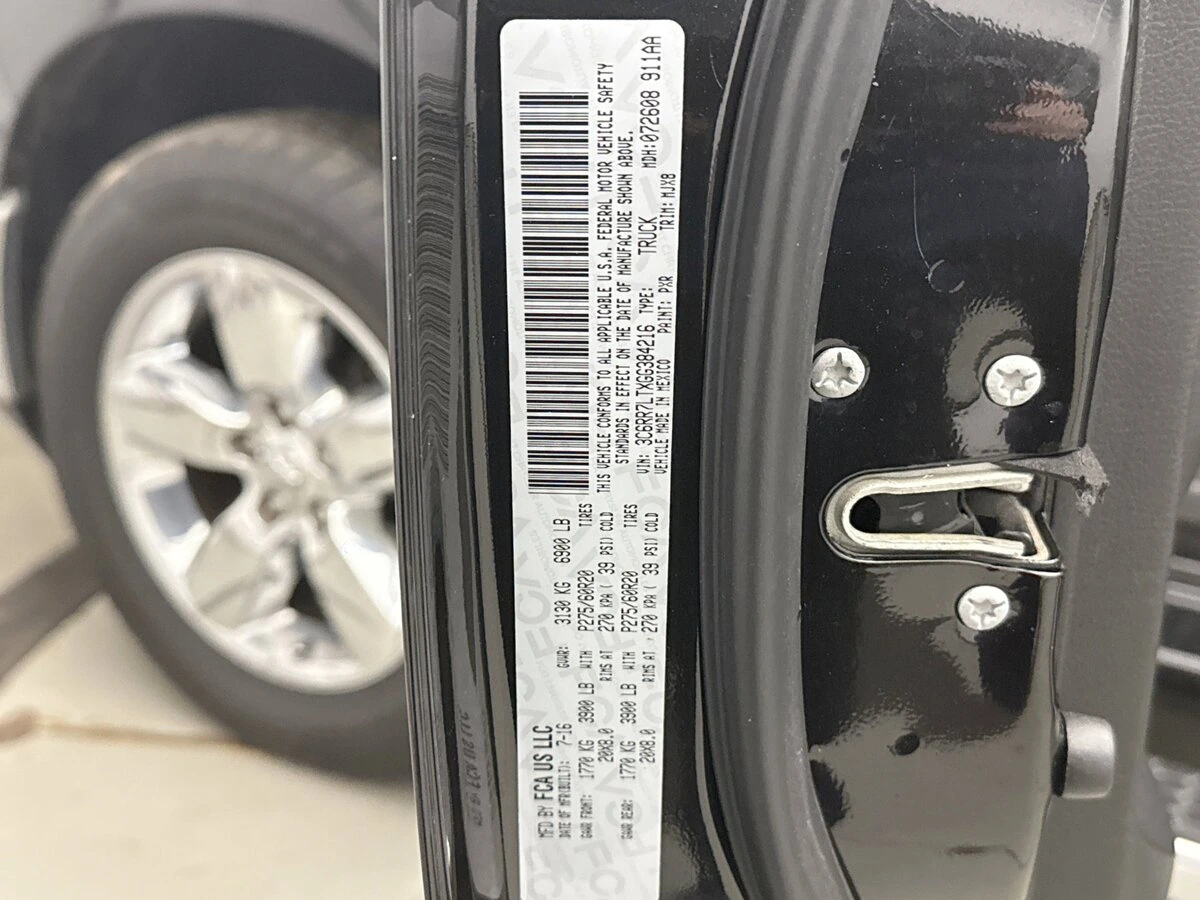 MFD BY FCA US LLC
DATE OF MFR(BUILT): 7-16 GVWR: 3130 KG 6900 LB
GAWR FRONT: 1770 KG 3900 LB WITH P275/60R20 TIRES
20X8.0 RIMS AT 270 KPA ( 39 PSI) COLD
GAWR REAR: 1770 KG 3900 LB WITH P275/60R20 TIRES
20X8.0 RIMS AT 270 KPA ( 39 PSI) COLD
THIS VEHICLE CONFORMS TO ALL APPLICABLE U.S.A. FEDERAL MOTOR VEHICLE SAFETY
STANDARDS IN EFFECT ON THE DATE OF MANUFACTURE SHOWN ABOVE.
VIN: 3C6RR7LTXGG384216 TYPE: TRUCK MDH: 072608 911AA
VEHICLE MADE IN MEXICO PAINT: PXR TRIM: MJX8